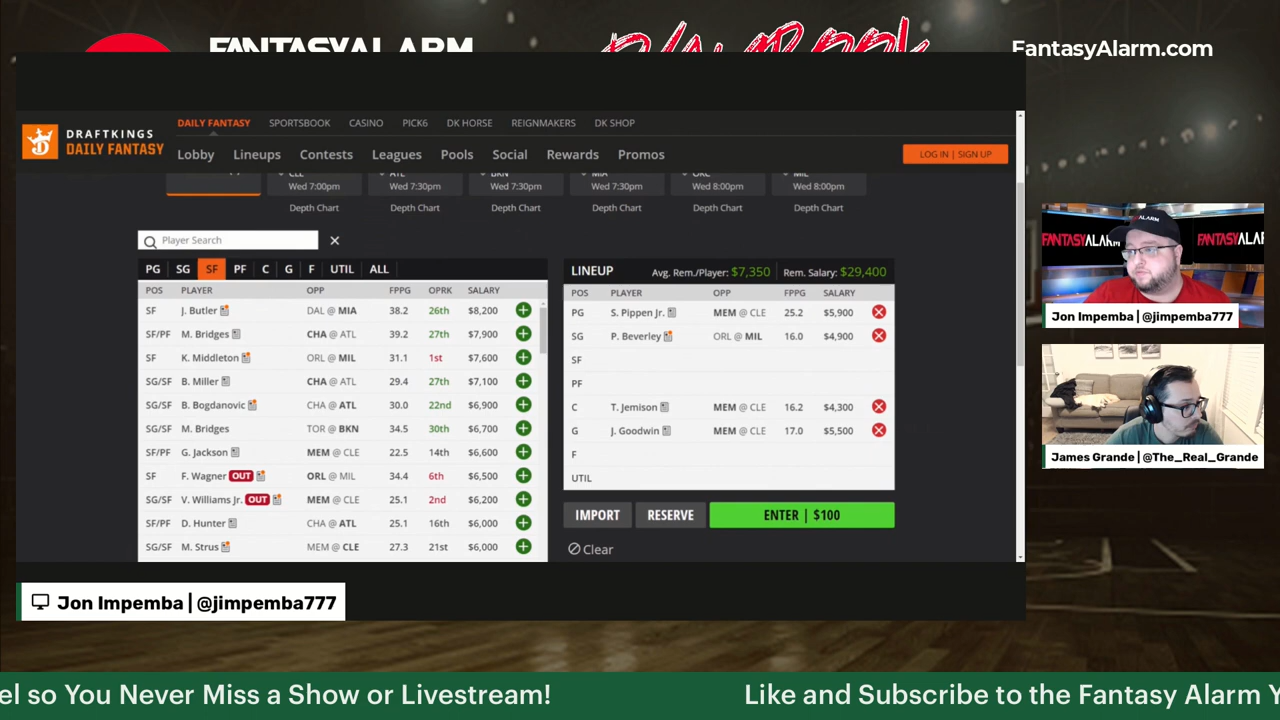 FANTASYALARM
PLAYBOOK
FantasyAlarm.com
DRAFTKINGS
DAILY FANTASY
DAILY FANTASY SPORTSBOOK CASINO PICK6 DK HORSE REIGNMAKERS DK SHOP
Lobby Lineups Contests Leagues Pools Social Rewards Promos
LOG IN | SIGN UP
CLE ATL BKN MIA ORL MIL
Wed 7:00pm Wed 7:30pm Wed 7:30pm Wed 7:30pm Wed 8:00pm Wed 8:00pm
Depth Chart Depth Chart Depth Chart Depth Chart Depth Chart Depth Chart
Player Search
PG SG SF PF C G F UTIL ALL
POS PLAYER OPP FPPG OPRK SALARY
SF J. Butler DAL @ MIA 38.2 26th $8,200
SF/PF M. Bridges CHA @ ATL 39.2 27th $7,900
SF K. Middleton ORL @ MIL 31.1 1st $7,600
SG/SF B. Miller CHA @ ATL 29.4 27th $7,100
SG/SF B. Bogdanovic CHA @ ATL 30.0 22nd $6,900
SG/SF M. Bridges TOR @ BKN 34.5 30th $6,700
SF/PF G. Jackson MEM @ CLE 22.5 14th $6,600
SF F. Wagner OUT ORL @ MIL 34.4 6th $6,500
SG/SF V. Williams Jr. OUT MEM @ CLE 25.1 2nd $6,200
SF/PF D. Hunter CHA @ ATL 25.1 16th $6,000
SG/SF M. Strus MEM @ CLE 27.3 21st $6,000
LINEUP Avg. Rem./Player: $7,350 Rem. Salary: $29,400
POS PLAYER OPP FPPG SALARY
PG S. Pippen Jr. MEM @ CLE 25.2 $5,900
SG P. Beverley ORL @ MIL 16.0 $4,900
SF
PF
C T. Jemison MEM @ CLE 16.2 $4,300
G J. Goodwin MEM @ CLE 17.0 $5,500
F
UTIL
IMPORT RESERVE ENTER | $100
Clear
Jon Impemba | @jimpemba777
James Grande | @The_Real_Grande
Jon Impemba | @jimpemba777
el so You Never Miss a Show or Livestream! Like and Subscribe to the Fantasy Alarm Y